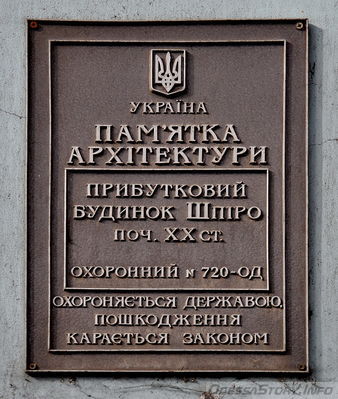 УКРАЇНА
ПАМ'ЯТКА
АРХІТЕКТУРИ
ПРИБУТКОВИЙ
БУДИНОК ШПІРО
ПОЧ. ХХ СТ.
ОХОРОННИЙ № 720-ОД
ОХОРОНЯЄТЬСЯ ДЕРЖАВОЮ,
ПОШКОДЖЕННЯ
КАРАЄТЬСЯ ЗАКОНОМ
OdessaStory.Info